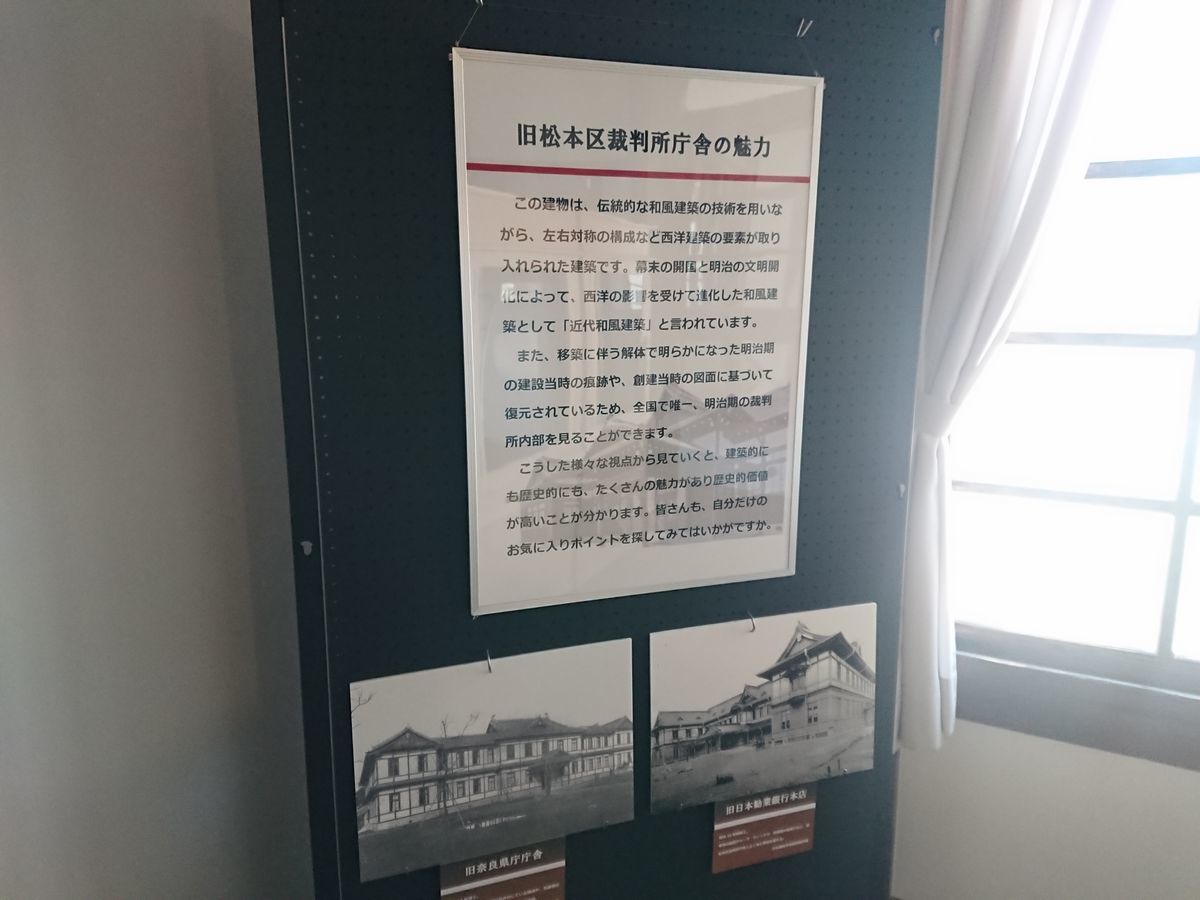 旧松本区裁判所庁舎の魅力
この建物は、伝統的な和風建築の技術を用いな
がら、左右対称の構成など西洋建築の要素が取り
入れられた建築です。幕末の開国と明治の文明開
化によって、西洋の影響を受けて進化した和風建
築として「近代和風建築」と言われています。
また、移築に伴う解体で明らかになった明治期
の建設当時の痕跡や、創建当時の図面に基づいて
復元されているため、全国で唯一、明治期の裁判
所内部を見ることができます。
こうした様々な視点から見ていくと、建築的に
も歴史的にも、たくさんの魅力があり歴史的価値
が高いことが分かります。皆さんも、自分だけの
お気に入りポイントを探してみてはいかがですか。
旧奈良県庁庁舎
旧日本勧業銀行本店